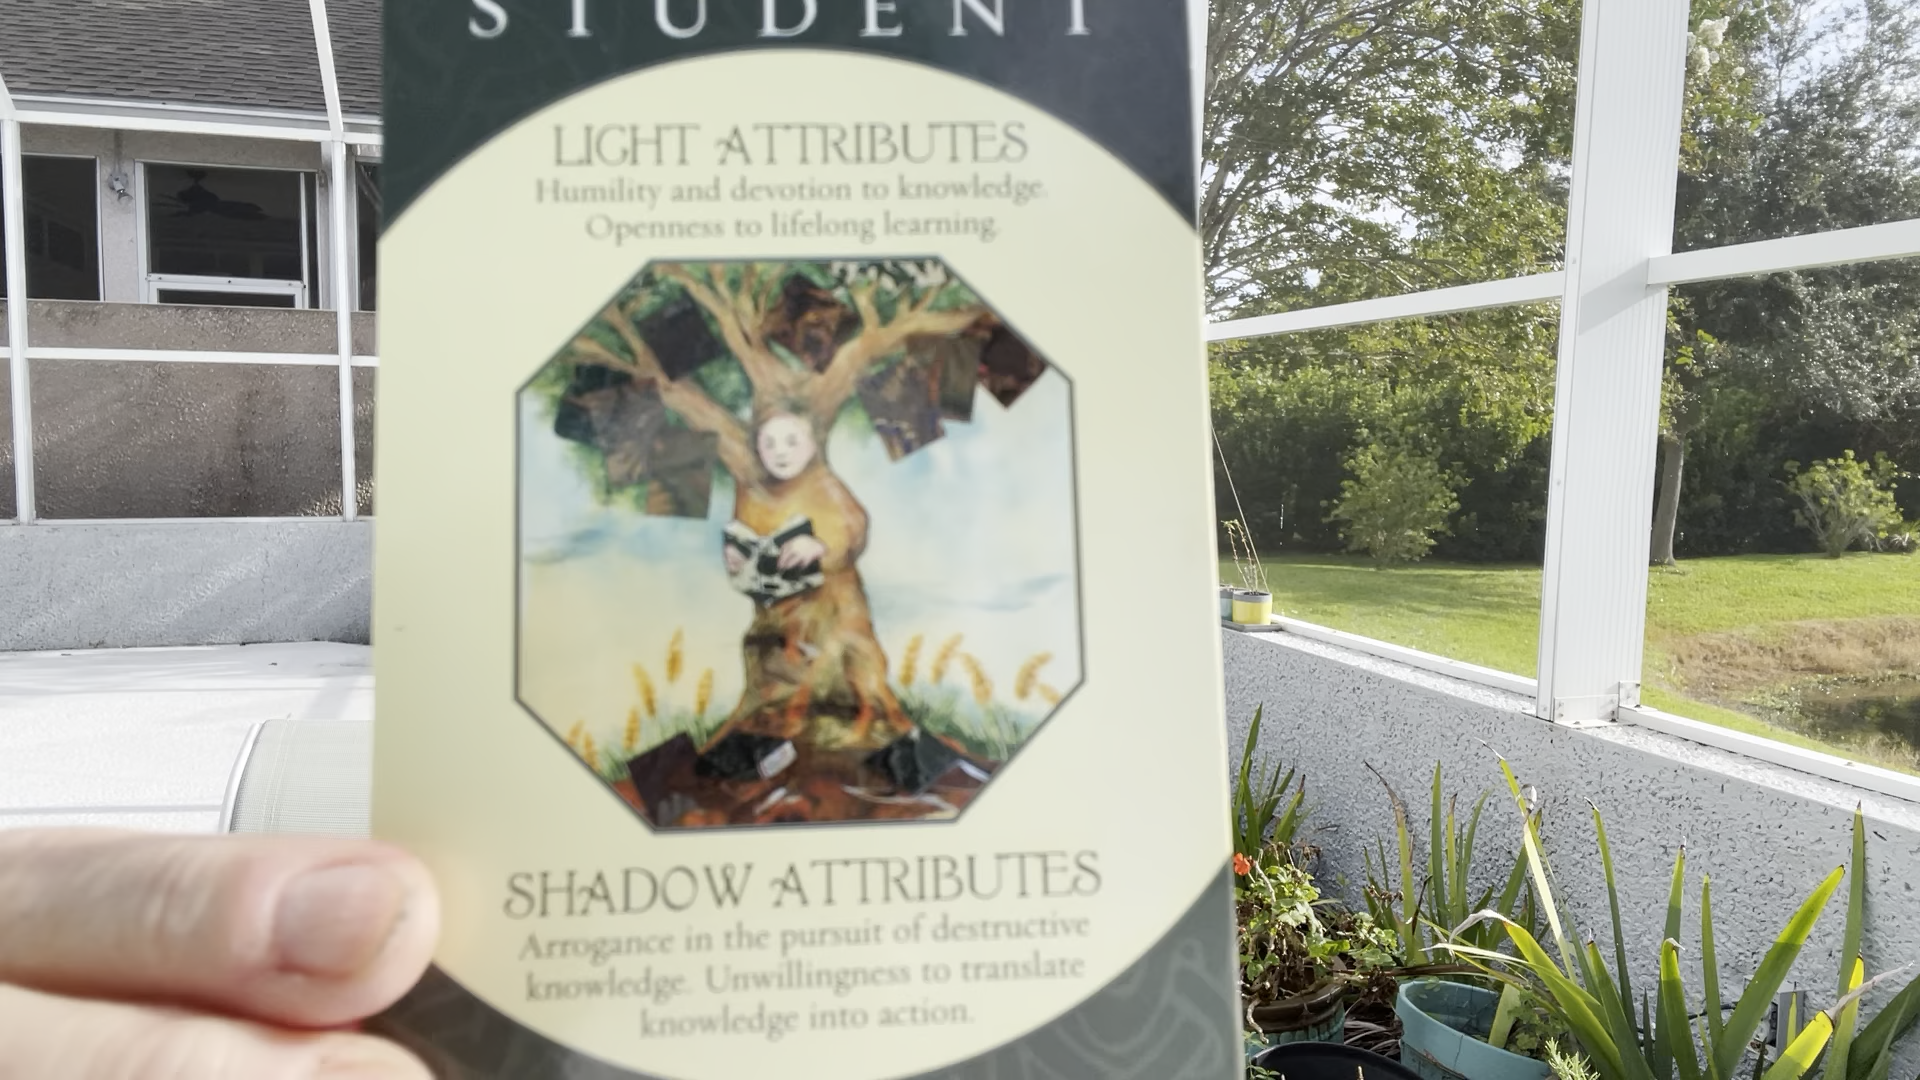 STUDENT
LIGHT ATTRIBUTES
Humility and devotion to knowledge.
Openness to lifelong learning.
SHADOW ATTRIBUTES
Arrogance in the pursuit of destructive
knowledge. Unwillingness to translate
knowledge into action.